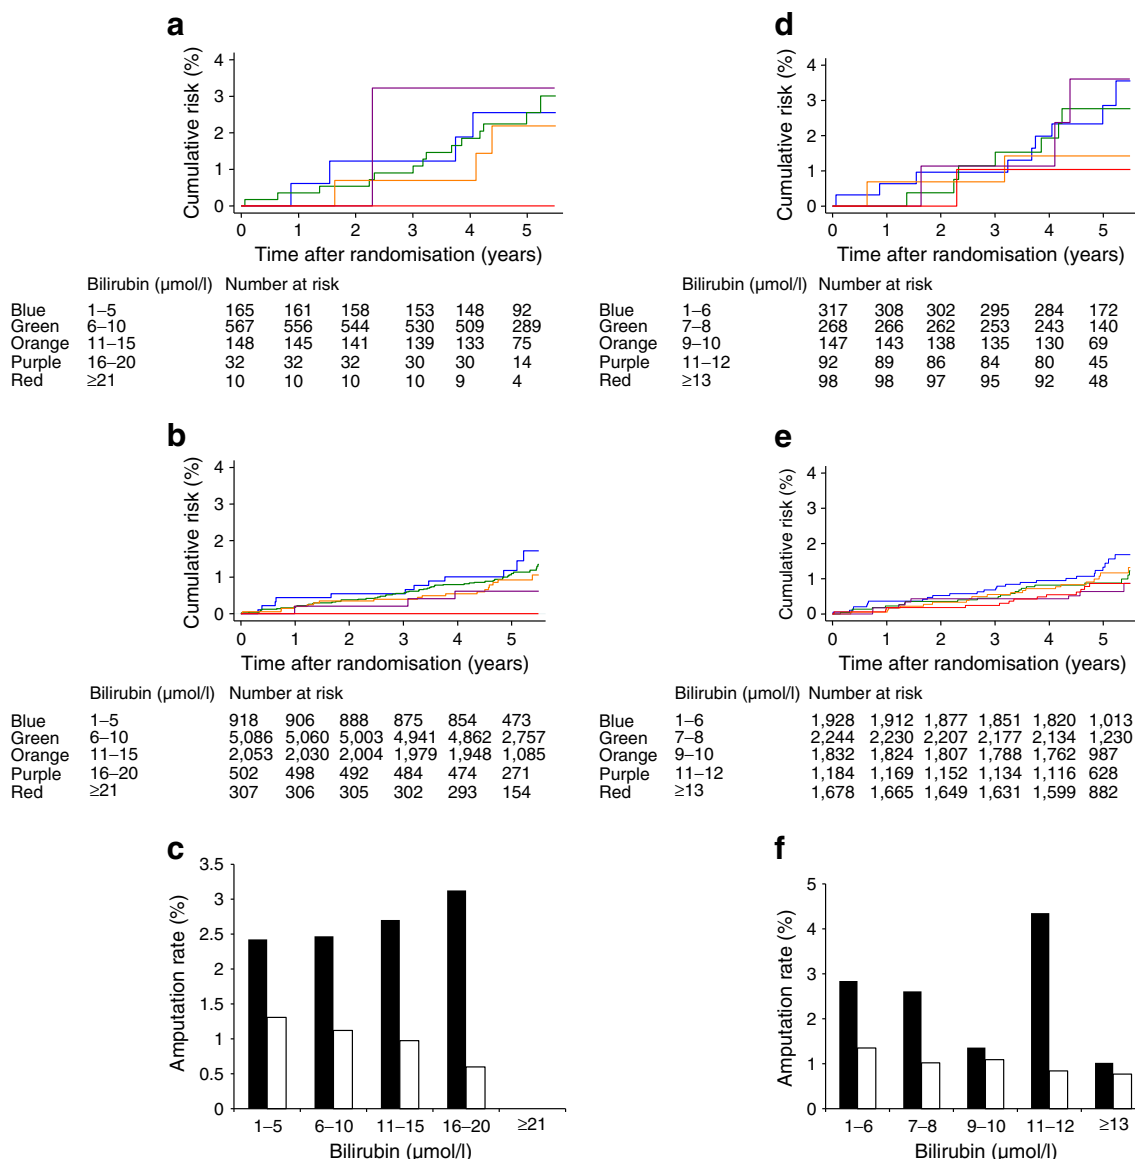 a
Cumulative risk (%)
4
3
2
1
0
0 1 2 3 4 5
Time after randomisation (years)
Bilirubin (µmol/l) Number at risk
Blue 1–5 165 161 158 153 148 92
Green 6–10 567 556 544 530 509 289
Orange 11–15 148 145 141 139 133 75
Purple 16–20 32 32 32 30 30 14
Red ≥21 10 10 10 10 9 4
b
Cumulative risk (%)
4
3
2
1
0
0 1 2 3 4 5
Time after randomisation (years)
Bilirubin (µmol/l) Number at risk
Blue 1–5 918 906 888 875 854 473
Green 6–10 5,086 5,060 5,003 4,941 4,862 2,757
Orange 11–15 2,053 2,030 2,004 1,979 1,948 1,085
Purple 16–20 502 498 492 484 474 271
Red ≥21 307 306 305 302 293 154
c
Amputation rate (%)
3.5
3
2.5
2
1.5
1
0.5
0
1–5 6–10 11–15 16–20 ≥21
Bilirubin (µmol/l)
d
Cumulative risk (%)
4
3
2
1
0
0 1 2 3 4 5
Time after randomisation (years)
Bilirubin (µmol/l) Number at risk
Blue 1–6 317 308 302 295 284 172
Green 7–8 268 266 262 253 243 140
Orange 9–10 147 143 138 135 130 69
Purple 11–12 92 89 86 84 80 45
Red ≥13 98 98 97 95 92 48
e
Cumulative risk (%)
4
3
2
1
0
0 1 2 3 4 5
Time after randomisation (years)
Bilirubin (µmol/l) Number at risk
Blue 1–6 1,928 1,912 1,877 1,851 1,820 1,013
Green 7–8 2,244 2,230 2,207 2,177 2,134 1,230
Orange 9–10 1,832 1,824 1,807 1,788 1,762 987
Purple 11–12 1,184 1,169 1,152 1,134 1,116 628
Red ≥13 1,678 1,665 1,649 1,631 1,599 882
f
Amputation rate (%)
5
4
3
2
1
0
1–6 7–8 9–10 11–12 ≥13
Bilirubin (µmol/l)